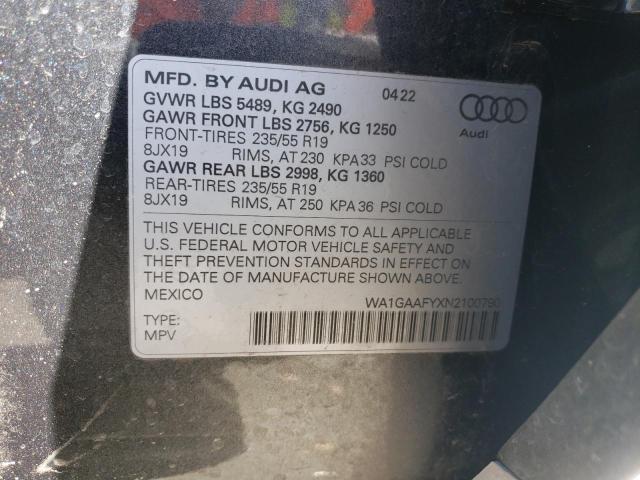 MFD. BY AUDI AG 04.22
GVWR LBS 5489, KG 2490
GAWR FRONT LBS 2756, KG 1250
FRONT-TIRES 235/55 R19
8JX19 RIMS, AT 230 KPA 33 PSI COLD
GAWR REAR LBS 2998, KG 1360
REAR-TIRES 235/55 R19
8JX19 RIMS, AT 250 KPA 36 PSI COLD
Audi
THIS VEHICLE CONFORMS TO ALL APPLICABLE
U.S. FEDERAL MOTOR VEHICLE SAFETY AND
THEFT PREVENTION STANDARDS IN EFFECT ON
THE DATE OF MANUFACTURE SHOWN ABOVE.
MEXICO
WA1GAAFYXN2100790
TYPE:
MPV